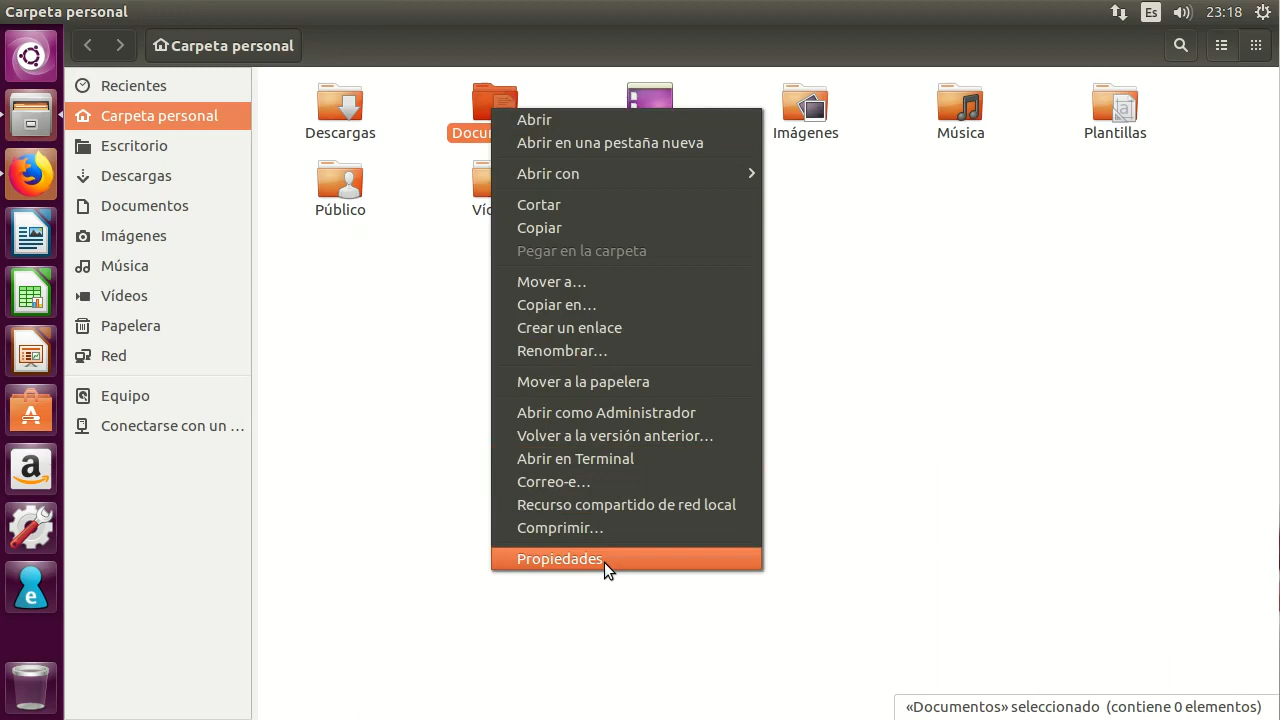 Carpeta personal
Es
23:18
Carpeta personal
Recientes
Carpeta personal
Escritorio
Descargas
Documentos
Imágenes
Música
Vídeos
Papelera
Red
Equipo
Conectarse con un …
Descargas
Imágenes
Música
Plantillas
Público
Abrir
Abrir en una pestaña nueva
Abrir con
Cortar
Copiar
Pegar en la carpeta
Mover a…
Copiar en…
Crear un enlace
Renombrar…
Mover a la papelera
Abrir como Administrador
Volver a la versión anterior…
Abrir en Terminal
Correo-e…
Recurso compartido de red local
Comprimir…
Propiedades
«Documentos» seleccionado (contiene 0 elementos)